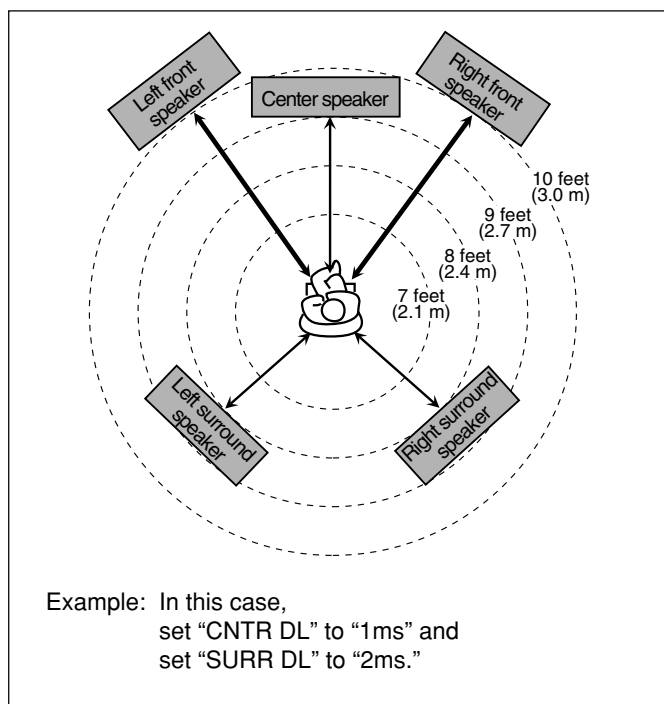 Left front
speaker
Center speaker
Right front
speaker
10 feet
(3.0 m)
9 feet
(2.7 m)
8 feet
(2.4 m)
7 feet
(2.1 m)
Left surround
speaker
Right surround
speaker
Example: In this case,
set “CNTR DL” to “1ms” and
set “SURR DL” to “2ms.”